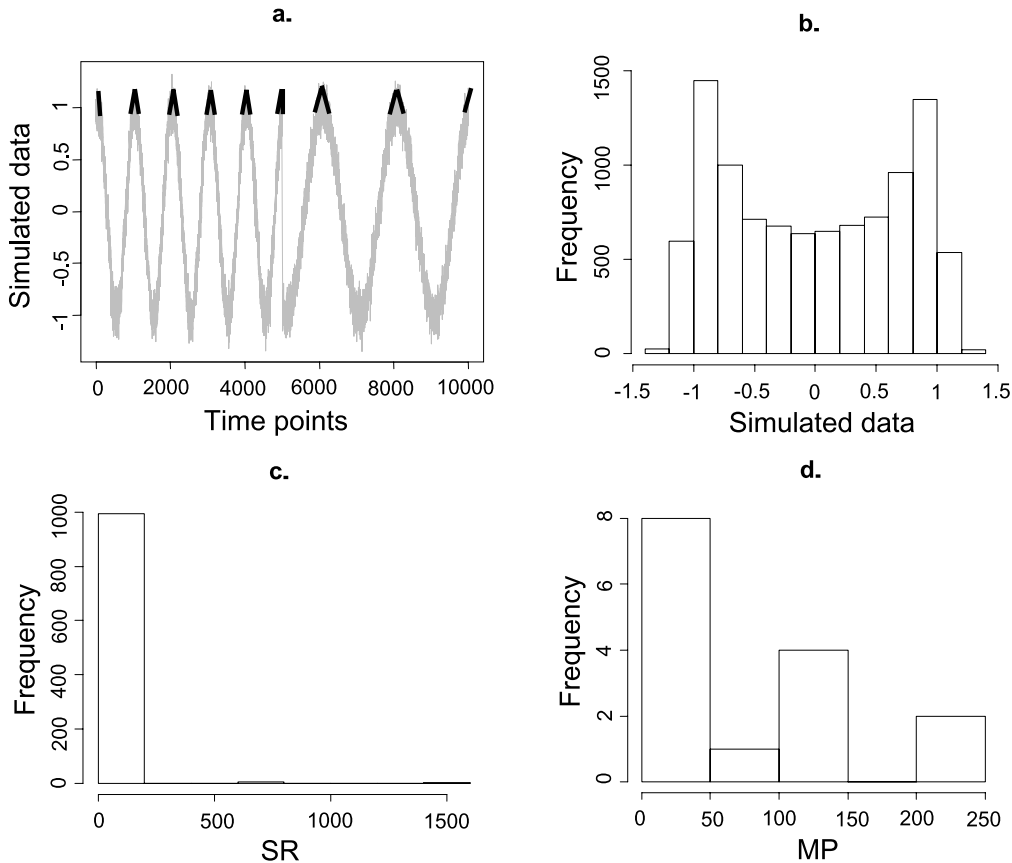 a.
Simulated data
1
0.5
0
-0.5
-1
0 2000 4000 6000 8000 10000
Time points
b.
Frequency
1500
1000
500
0
-1.5 -1 -0.5 0 0.5 1 1.5
Simulated data
c.
Frequency
1000
800
600
400
200
0
0 500 1000 1500
SR
d.
Frequency
8
6
4
2
0
0 50 100 150 200 250
MP